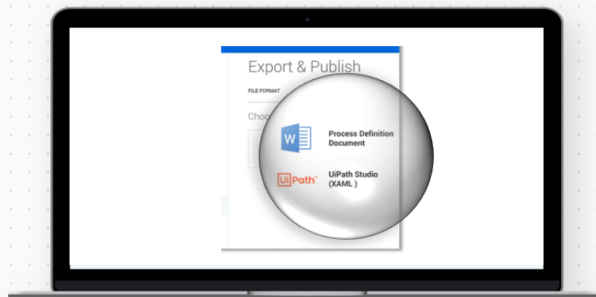 Export & Publish
FILE FORMAT
Choo
W
Process Definition
Document
UiPath
UiPath Studio
(XAML )